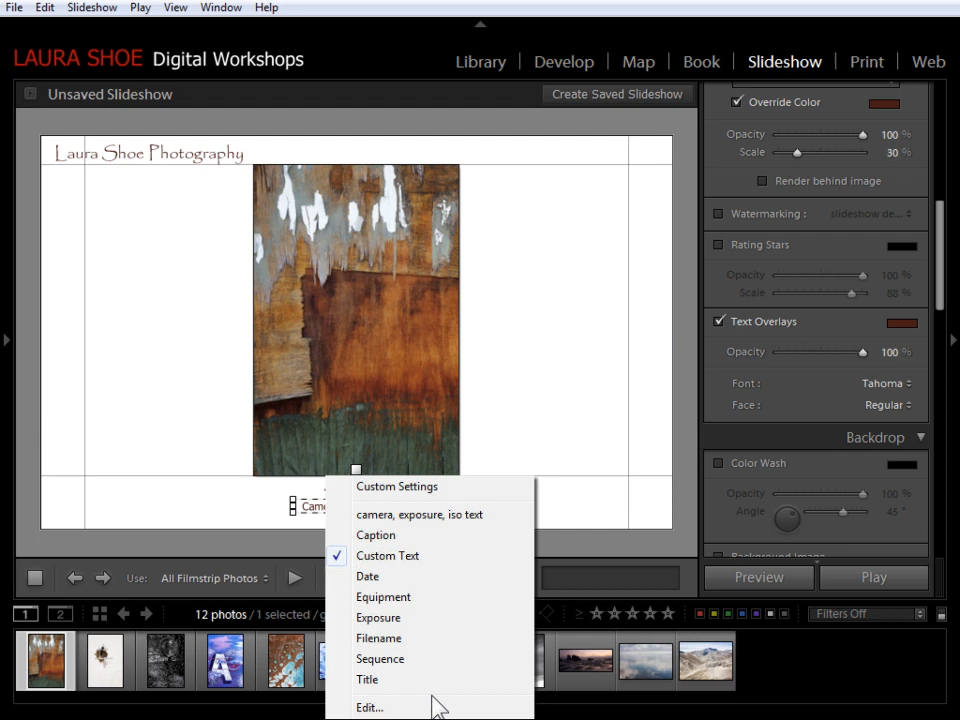 File Edit Slideshow Play View Window Help
LAURA SHOE Digital Workshops
Library | Develop | Map | Book | Slideshow | Print | Web
Unsaved Slideshow
Create Saved Slideshow
Override Color
Opacity 100 %
Scale 30 %
Render behind image
Watermarking : slideshow de...
Rating Stars
Opacity 100 %
Scale 88 %
Text Overlays
Opacity 100 %
Font : Tahoma
Face : Regular
Backdrop
Color Wash
Opacity 100 %
Angle 45 °
Background Image
Preview
Play
Laura Shoe Photography
Custom Settings
camera, exposure, iso text
Caption
Custom Text
Date
Equipment
Exposure
Filename
Sequence
Title
Edit...
Use: All Filmstrip Photos
1 2
12 photos / 1 selected /
Filters Off